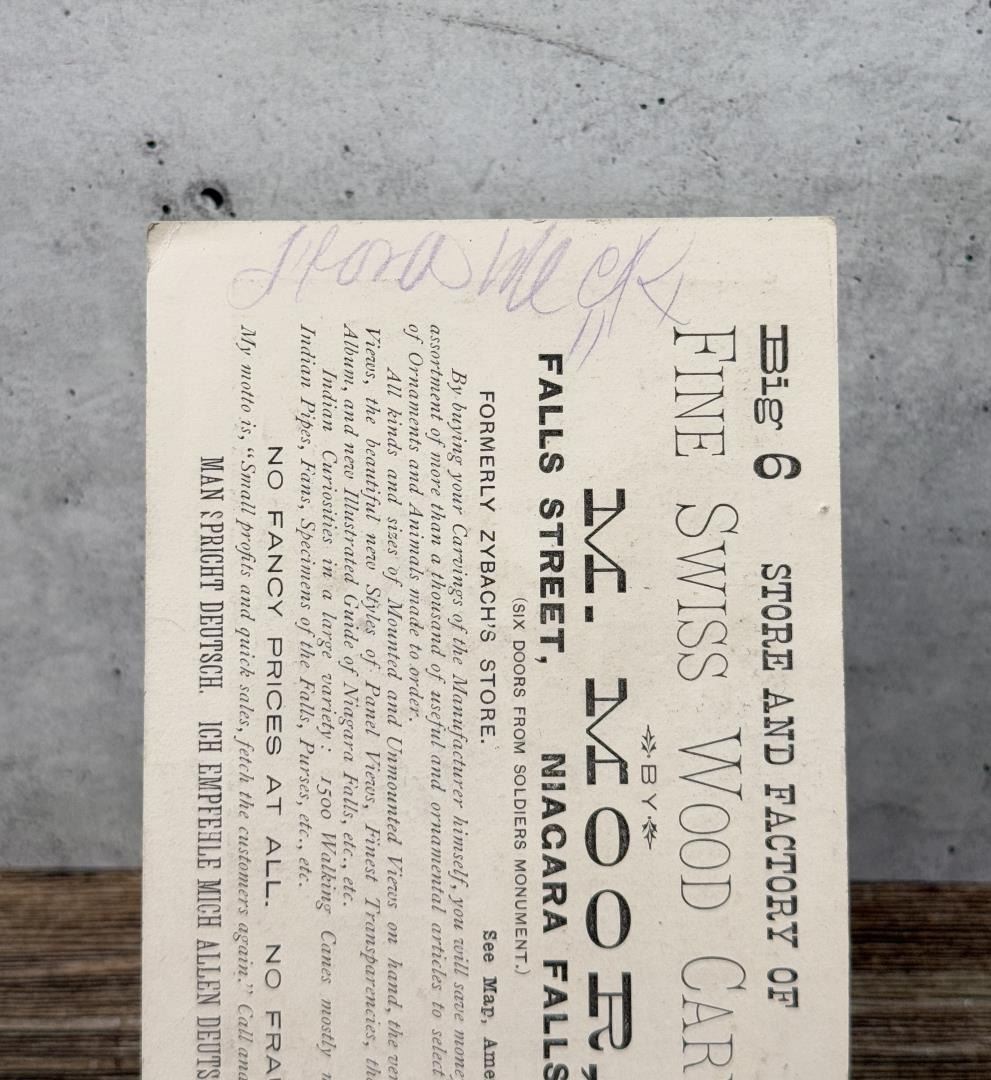 Flora Meck
Big 6 STORE AND FACTORY OF
FINE SWISS WOOD CAR
BY
M. MOOR
FALLS STREET, NIAGARA FALLS
(SIX DOORS FROM SOLDIERS MONUMENT.)
FORMERLY ZYBACH'S STORE. See Map, Ame
By buying your Carvings of the Manufacturer himself, you will save mone
assortment of more than a thousand of useful and ornamental articles to select
of Ornaments and Animals made to order.
All kinds and sizes of Mounted and Unmounted Views on hand, the ver
Views, the beautiful new Styles of Panel Views, Finest Transparencies, th
Album, and new Illustrated Guide of Niagara Falls, etc., etc.
Indian Curiosities in a large variety: 1500 Walking Canes mostly
Indian Pipes, Fans, Specimens of the Falls, Purses, etc., etc.
NO FANCY PRICES AT ALL. NO FRA
My motto is, "Small profits and quick sales, fetch the customers again." Call and
MAN SPRICHT DEUTSCH. ICH EMPFEHLE MICH ALLEN DEUTS